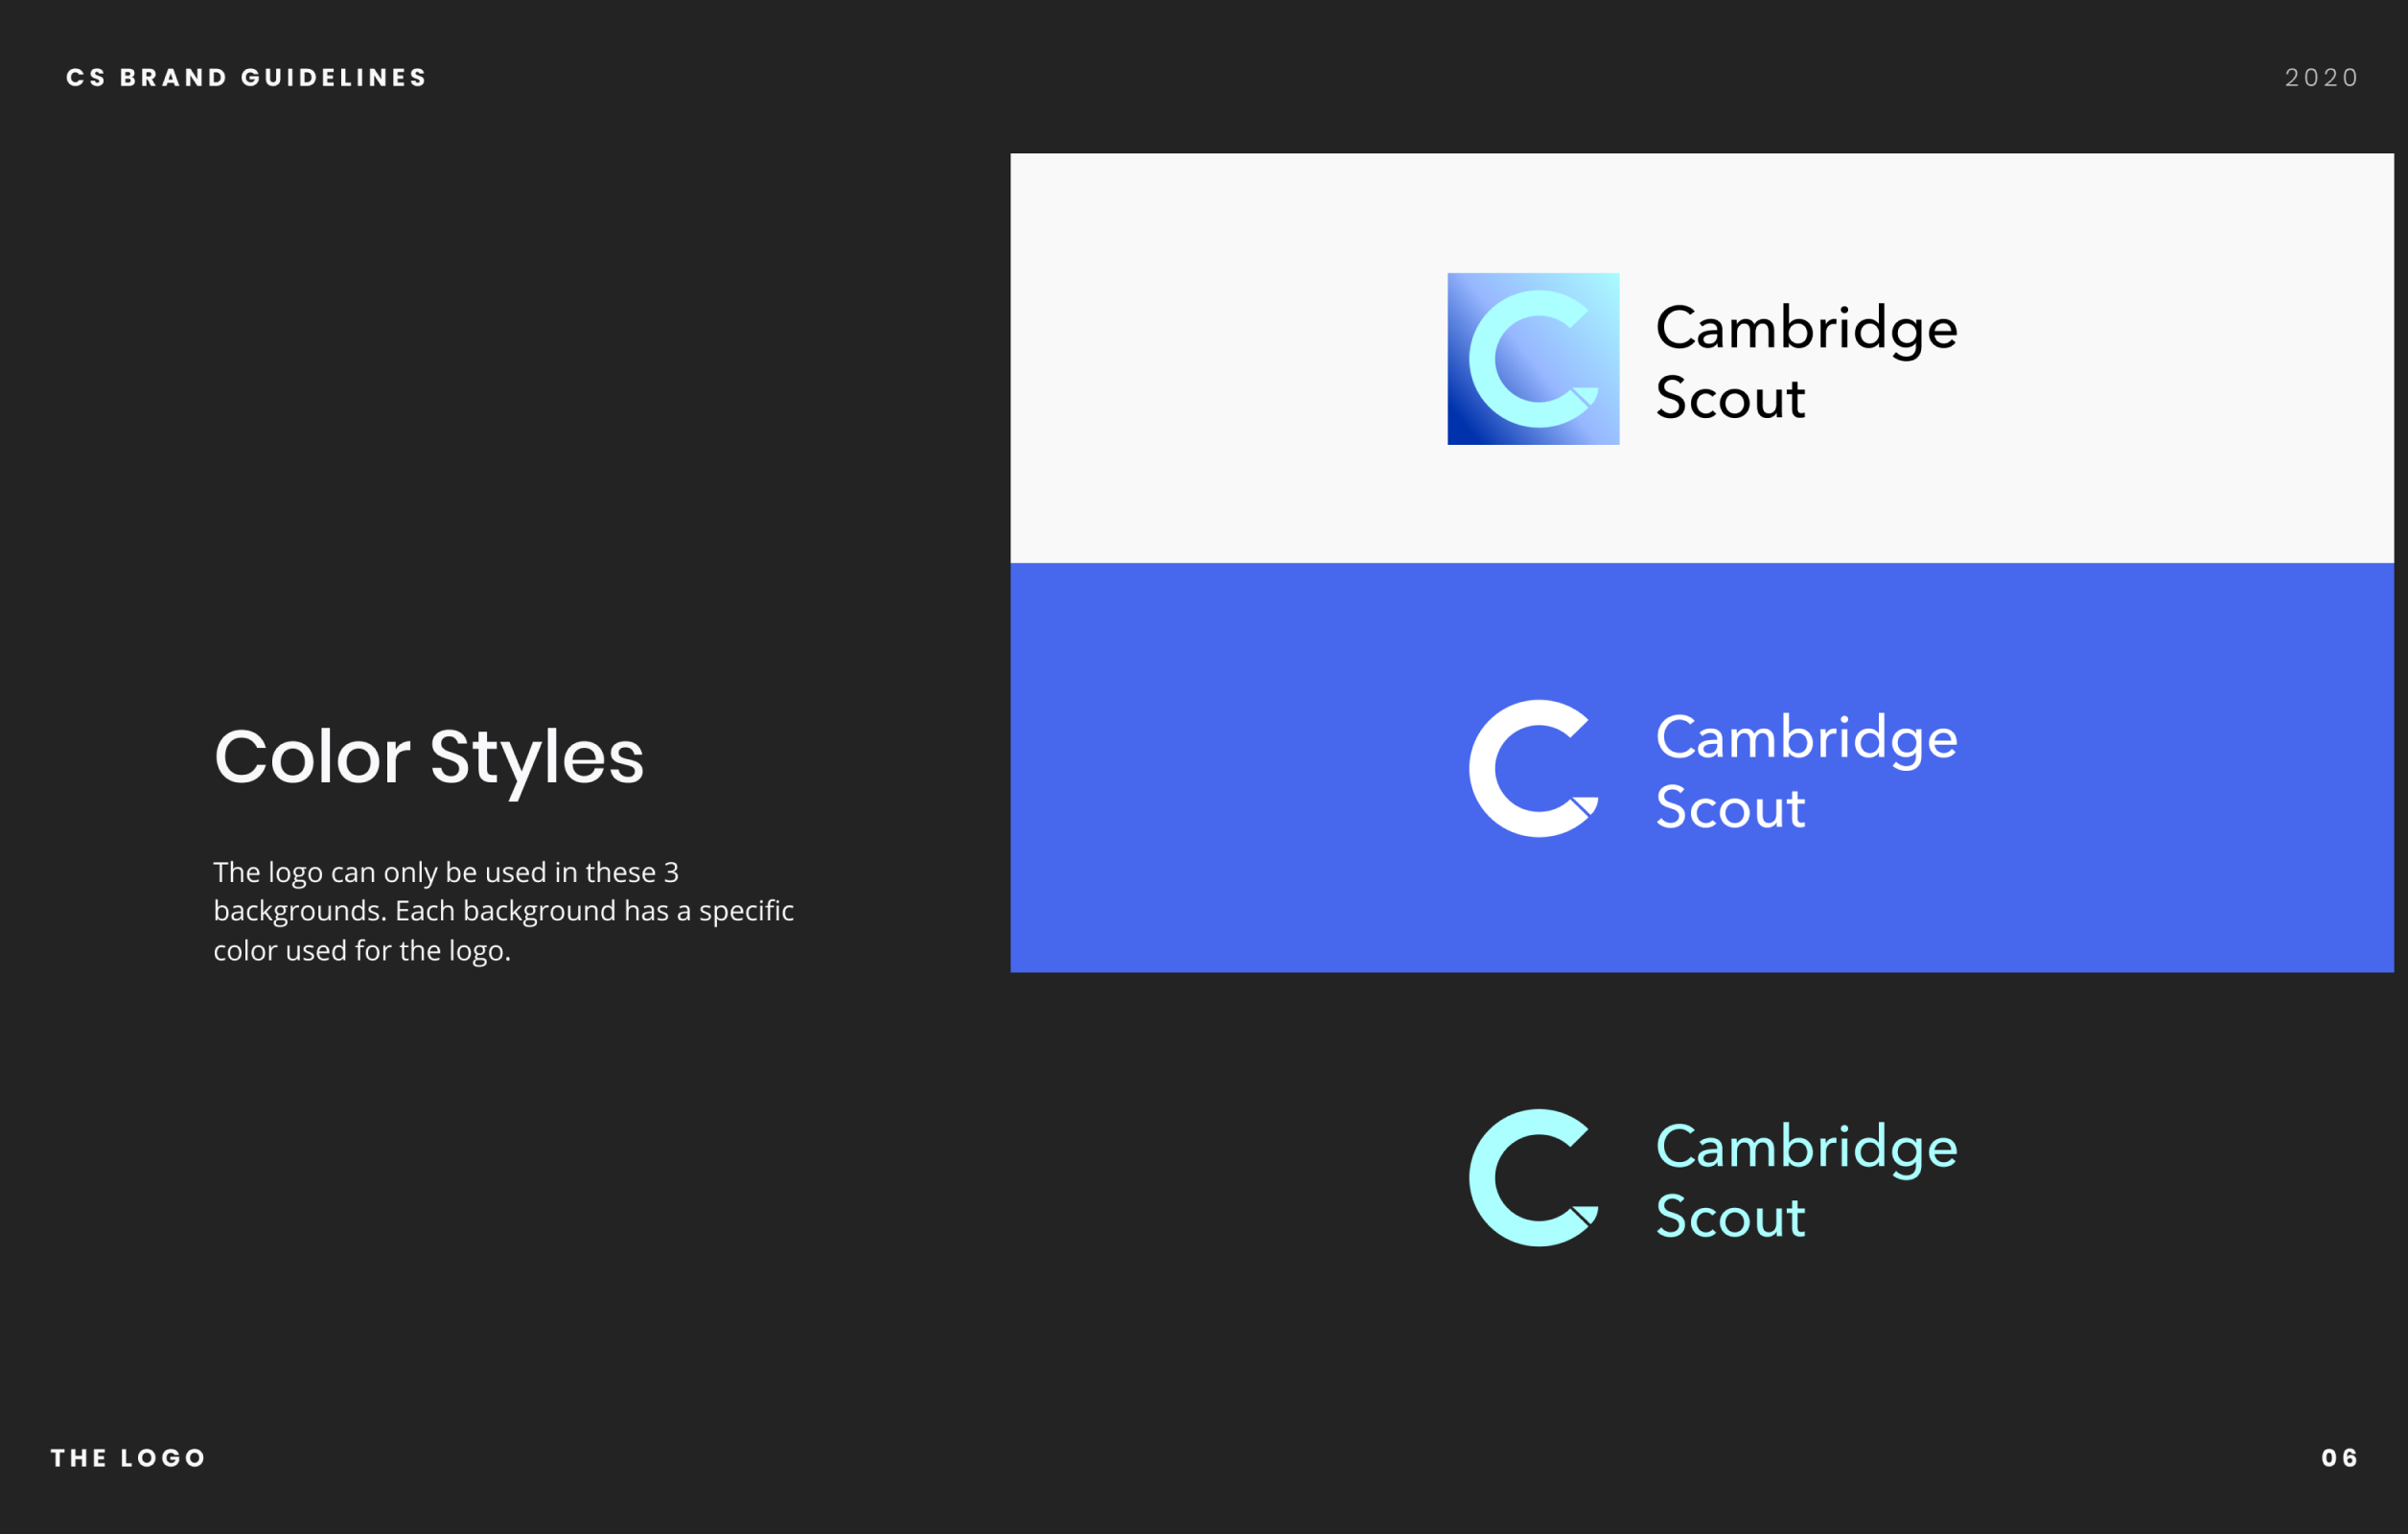 CS BRAND GUIDELINES
2020
Color Styles
The logo can only be used in these 3
backgrounds. Each background has a specific
color used for the logo.
Cambridge
Scout
Cambridge
Scout
Cambridge
Scout
THE LOGO
06